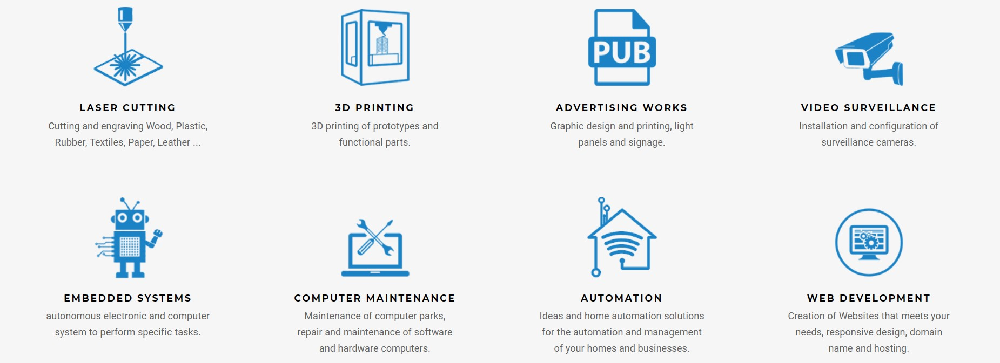 PUB
LASER CUTTING
Cutting and engraving Wood, Plastic,
Rubber, Textiles, Paper, Leather ...
3D PRINTING
3D printing of prototypes and
functional parts.
ADVERTISING WORKS
Graphic design and printing, light
panels and signage.
VIDEO SURVEILLANCE
Installation and configuration of
surveillance cameras.
EMBEDDED SYSTEMS
autonomous electronic and computer
system to perform specific tasks.
COMPUTER MAINTENANCE
Maintenance of computer parks,
repair and maintenance of software
and hardware computers.
AUTOMATION
Ideas and home automation solutions
for the automation and management
of your homes and businesses.
WEB DEVELOPMENT
Creation of Websites that meets your
needs, responsive design, domain
name and hosting.